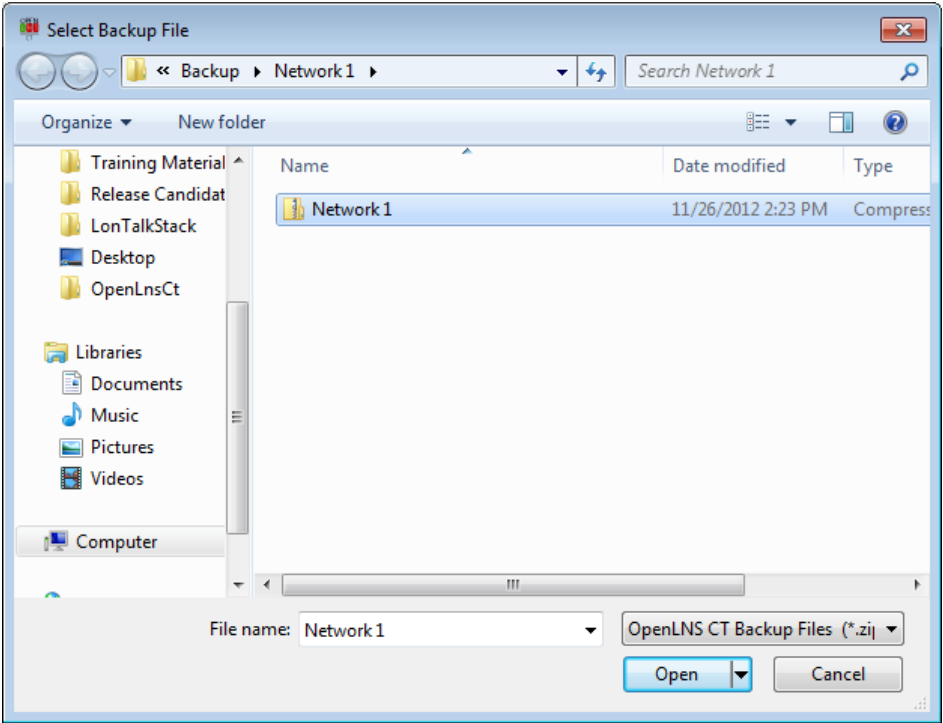 Select Backup File
« Backup ▸ Network 1 ▸ Search Network 1
Organize ▾ New folder
Name Date modified Type
Training Material
Release Candidat
LonTalkStack
Desktop
OpenLnsCt
Libraries
Documents
Music
Pictures
Videos
Computer
Network 1 11/26/2012 2:23 PM Compress
File name: Network 1 OpenLNS CT Backup Files (*.zip
Open Cancel